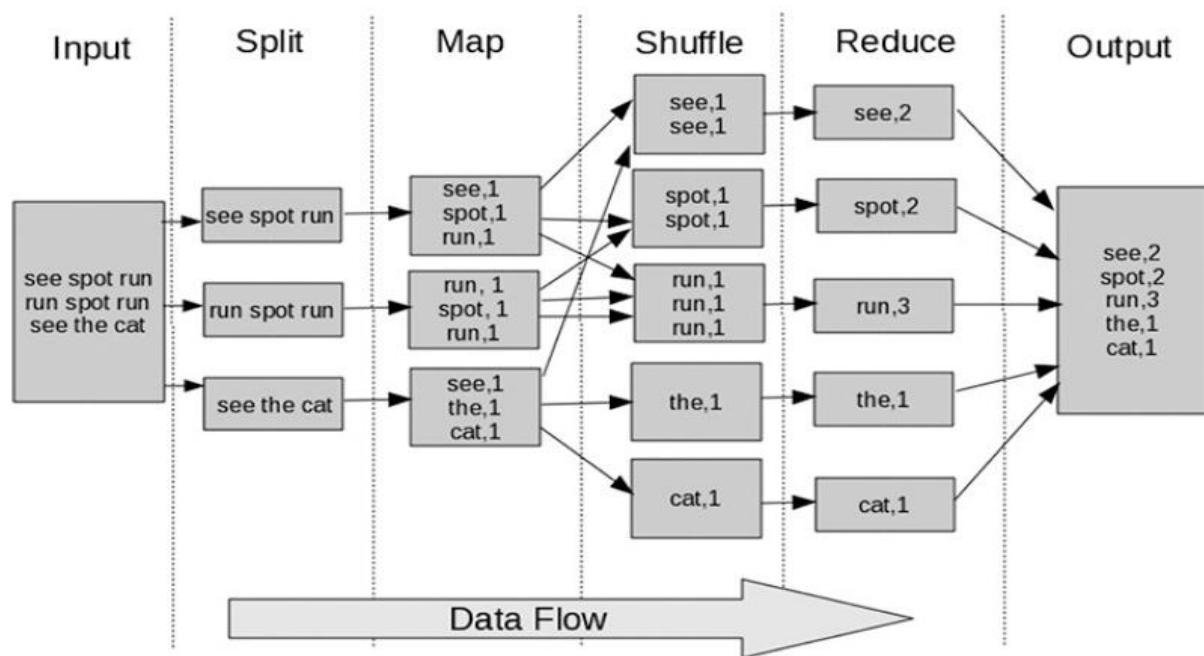 Input
Split
Map
Shuffle
Reduce
Output
see spot run
run spot run
see the cat
see spot run
run spot run
see the cat
see,1
spot,1
run,1
run, 1
spot, 1
run,1
see,1
the,1
cat,1
see,1
see,1
spot,1
spot,1
run,1
run,1
run,1
the,1
cat,1
see,2
spot,2
run,3
the,1
cat,1
see,2
spot,2
run,3
the,1
cat,1
Data Flow